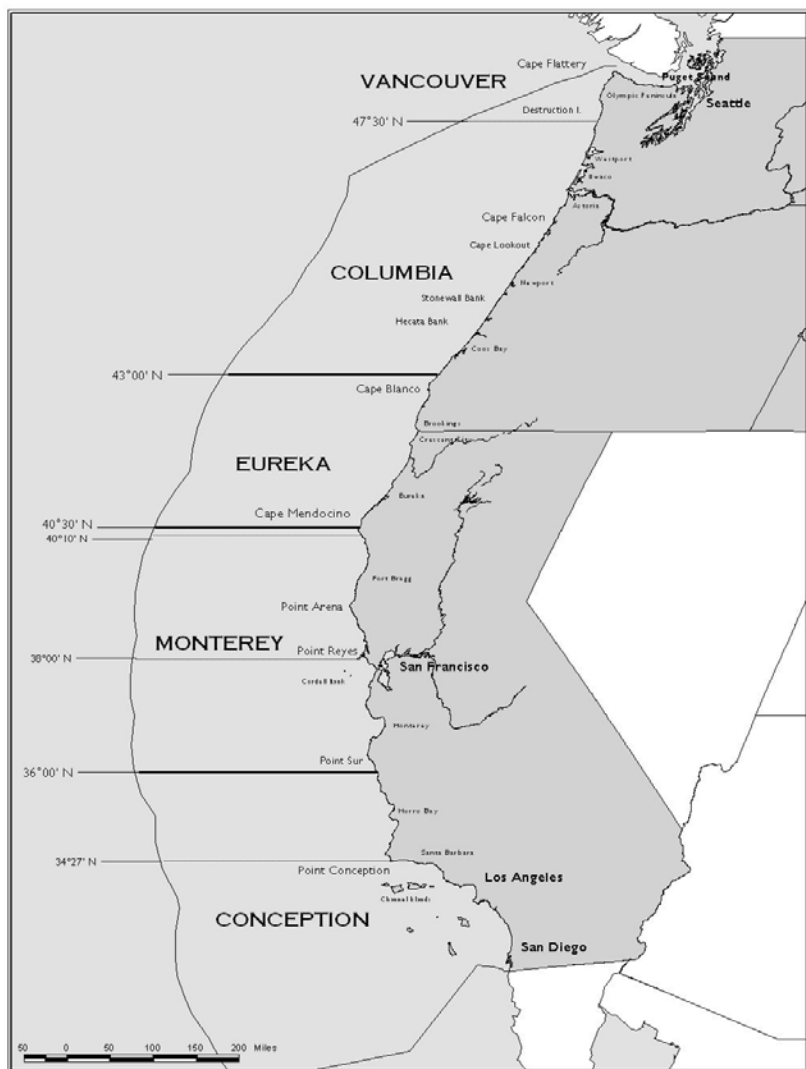 Cape Flattery
VANCOUVER
Puget Sound
Olympic Peninsula
Seattle
Destruction I.
47°30' N
Westport
Ilwaco
Astoria
Cape Falcon
Cape Lookout
COLUMBIA
Newport
Stonewall Bank
Hecata Bank
Coos Bay
43°00' N
Cape Blanco
Brookings
Crescent City
EUREKA
Eureka
Cape Mendocino
40°30' N
40°10' N
Fort Bragg
Point Arena
MONTEREY
Point Reyes
38°00' N
San Francisco
Cordell Bank
Monterey
Point Sur
36°00' N
Morro Bay
Santa Barbara
34°27' N
Point Conception
Los Angeles
Channel Islands
CONCEPTION
San Diego
50 0 50 100 150 200 Miles